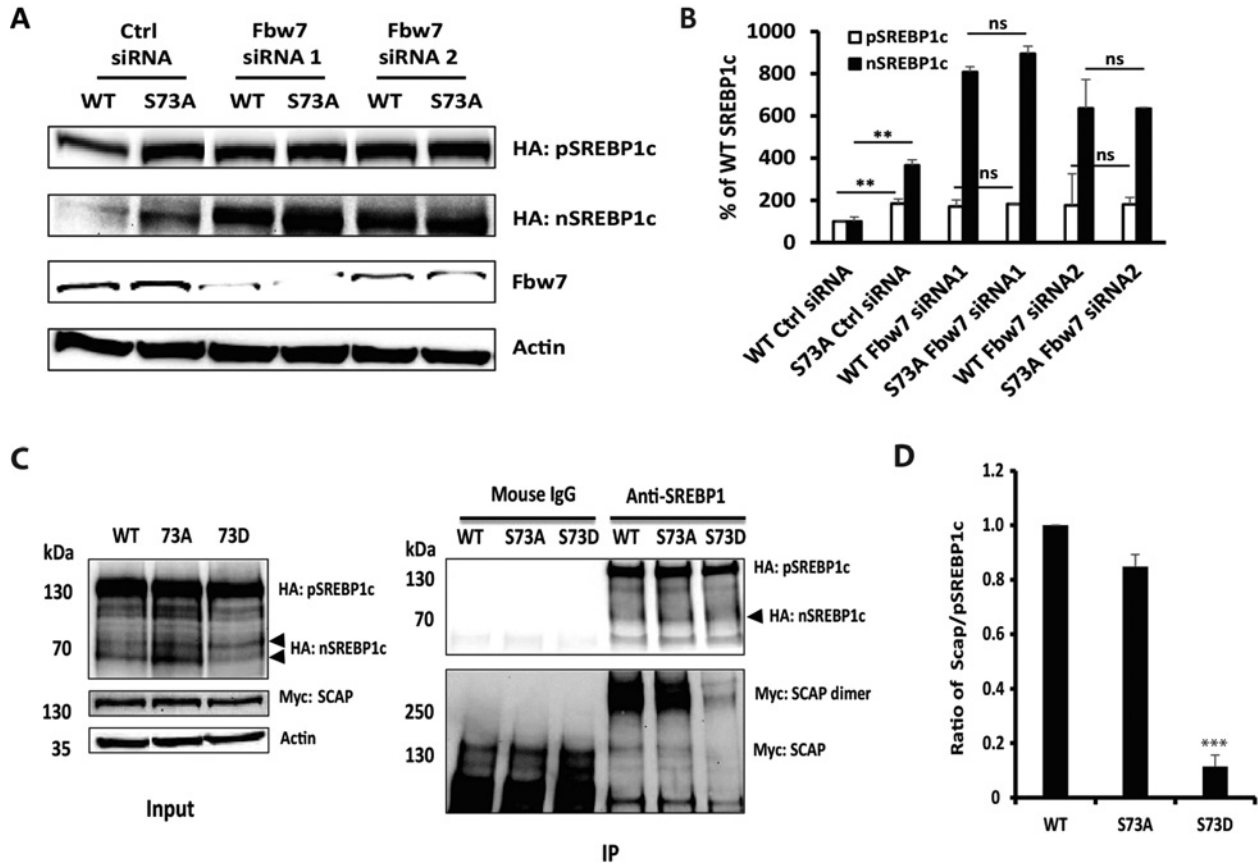 A
Ctrl siRNA
Fbw7 siRNA 1
Fbw7 siRNA 2
WT S73A WT S73A WT S73A
HA: pSREBP1c
HA: nSREBP1c
Fbw7
Actin
B
% of WT SREBP1c
1000
800
600
400
200
0
pSREBP1c
nSREBP1c
**
**
ns
ns
ns
ns
WT Ctrl siRNA
S73A Ctrl siRNA
WT Fbw7 siRNA1
S73A Fbw7 siRNA1
WT Fbw7 siRNA2
S73A Fbw7 siRNA2
C
WT 73A 73D
kDa
130
70
130
35
HA: pSREBP1c
HA: nSREBP1c
Myc: SCAP
Actin
Input
Mouse IgG
Anti-SREBP1
WT S73A S73D WT S73A S73D
kDa
130
70
250
130
HA: pSREBP1c
HA: nSREBP1c
Myc: SCAP dimer
Myc: SCAP
IP
D
Ratio of Scap/pSREBP1c
1.2
1.0
0.8
0.6
0.4
0.2
0
***
WT S73A S73D